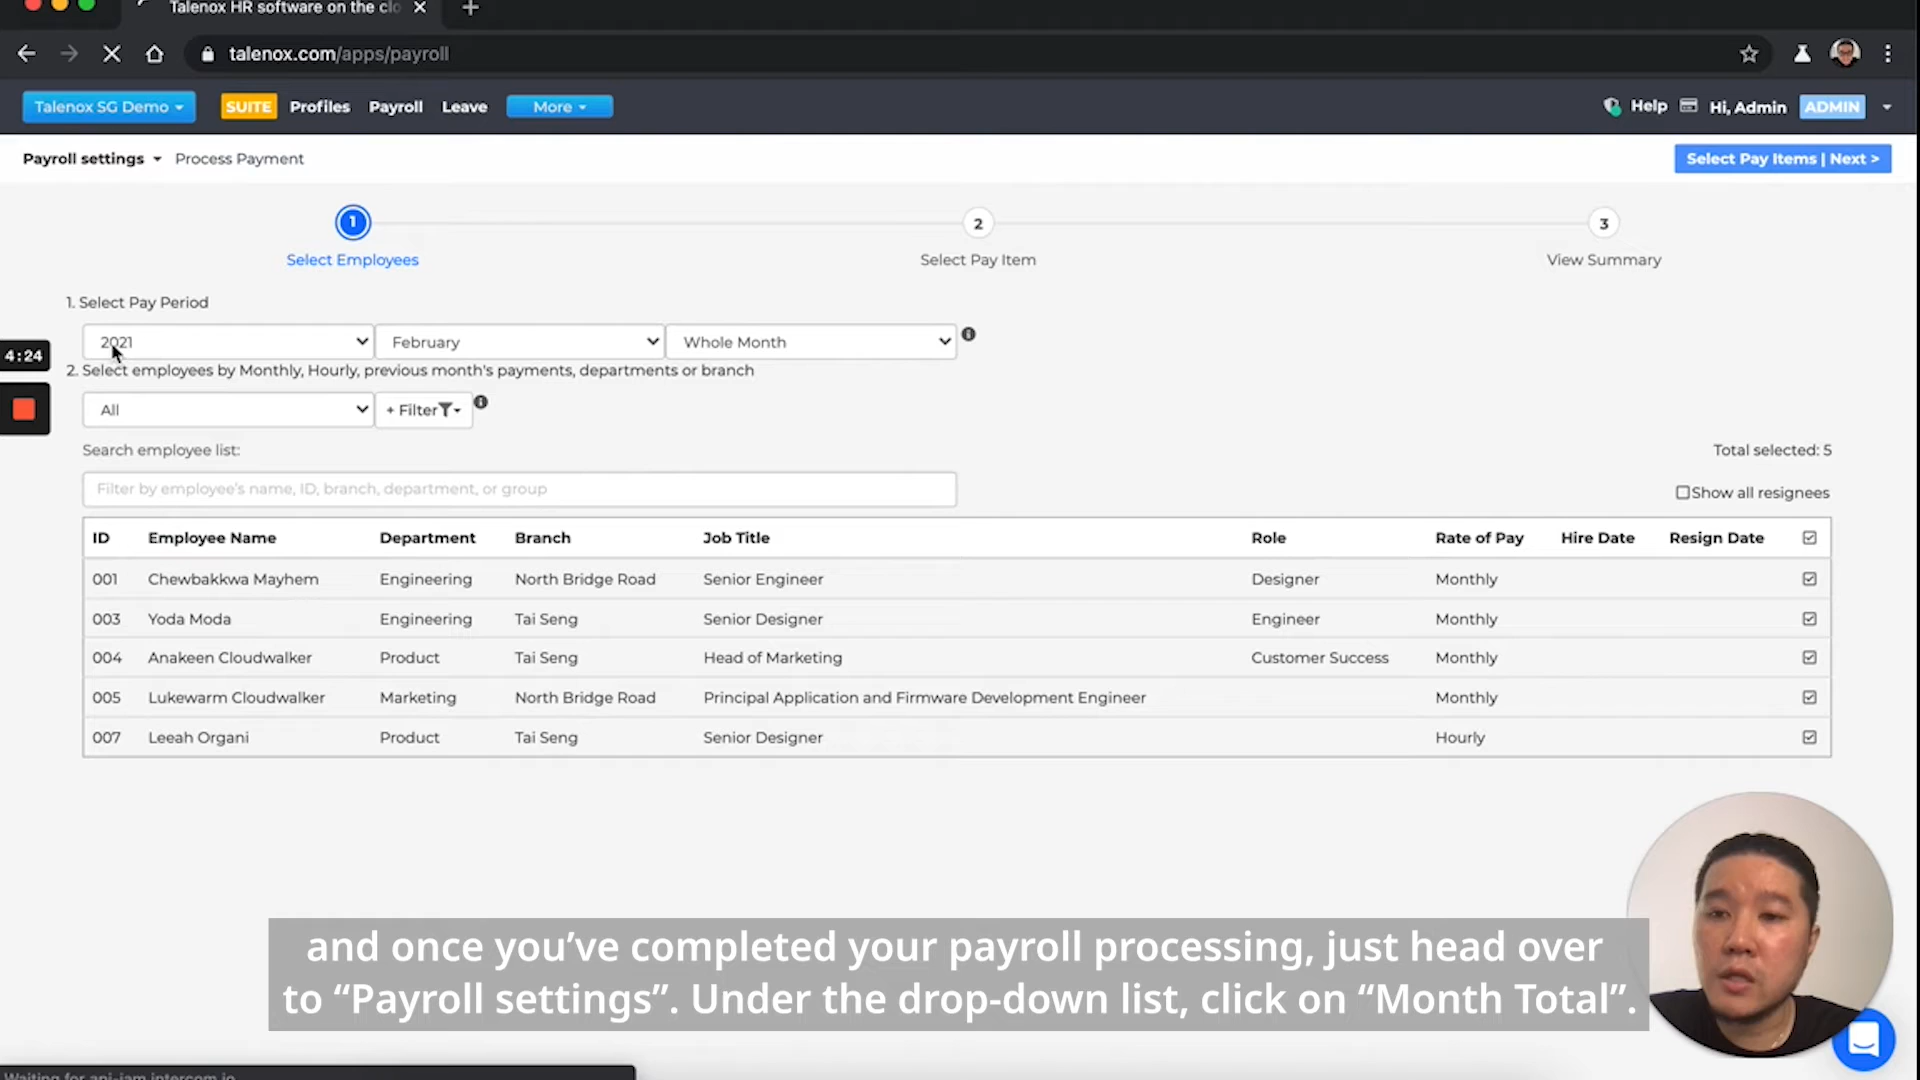 Talenox HR software on the clo
talenox.com/apps/payroll
Talenox SG Demo SUITE Profiles Payroll Leave More Help Hi, Admin ADMIN
Payroll settings Process Payment Select Pay Items | Next >
1 2 3
Select Employees Select Pay Item View Summary
1. Select Pay Period
2021 February Whole Month
4:24
2. Select employees by Monthly, Hourly, previous month's payments, departments or branch
All + Filter
Search employee list: Total selected: 5
Filter by employee's name, ID, branch, department, or group
Show all resignees
ID Employee Name Department Branch Job Title Role Rate of Pay Hire Date Resign Date
001 Chewbakkwa Mayhem Engineering North Bridge Road Senior Engineer Designer Monthly
003 Yoda Moda Engineering Tai Seng Senior Designer Engineer Monthly
004 Anakeen Cloudwalker Product Tai Seng Head of Marketing Customer Success Monthly
005 Lukewarm Cloudwalker Marketing North Bridge Road Principal Application and Firmware Development Engineer Monthly
007 Leeah Organi Product Tai Seng Senior Designer Hourly
and once you’ve completed your payroll processing, just head over
to “Payroll settings”. Under the drop-down list, click on “Month Total”.
Waiting for api-iam.intercom.io